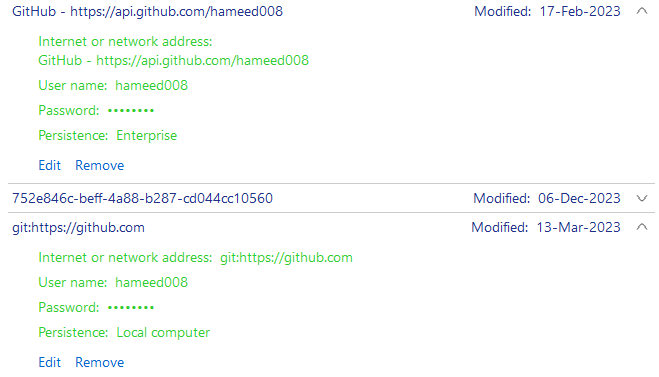 GitHub - https://api.github.com/hameed008 Modified: 17-Feb-2023
Internet or network address:
GitHub - https://api.github.com/hameed008
User name: hameed008
Password: ••••••••
Persistence: Enterprise
Edit Remove
752e846c-beff-4a88-b287-cd044cc10560 Modified: 06-Dec-2023
git:https://github.com Modified: 13-Mar-2023
Internet or network address: git:https://github.com
User name: hameed008
Password: ••••••••
Persistence: Local computer
Edit Remove